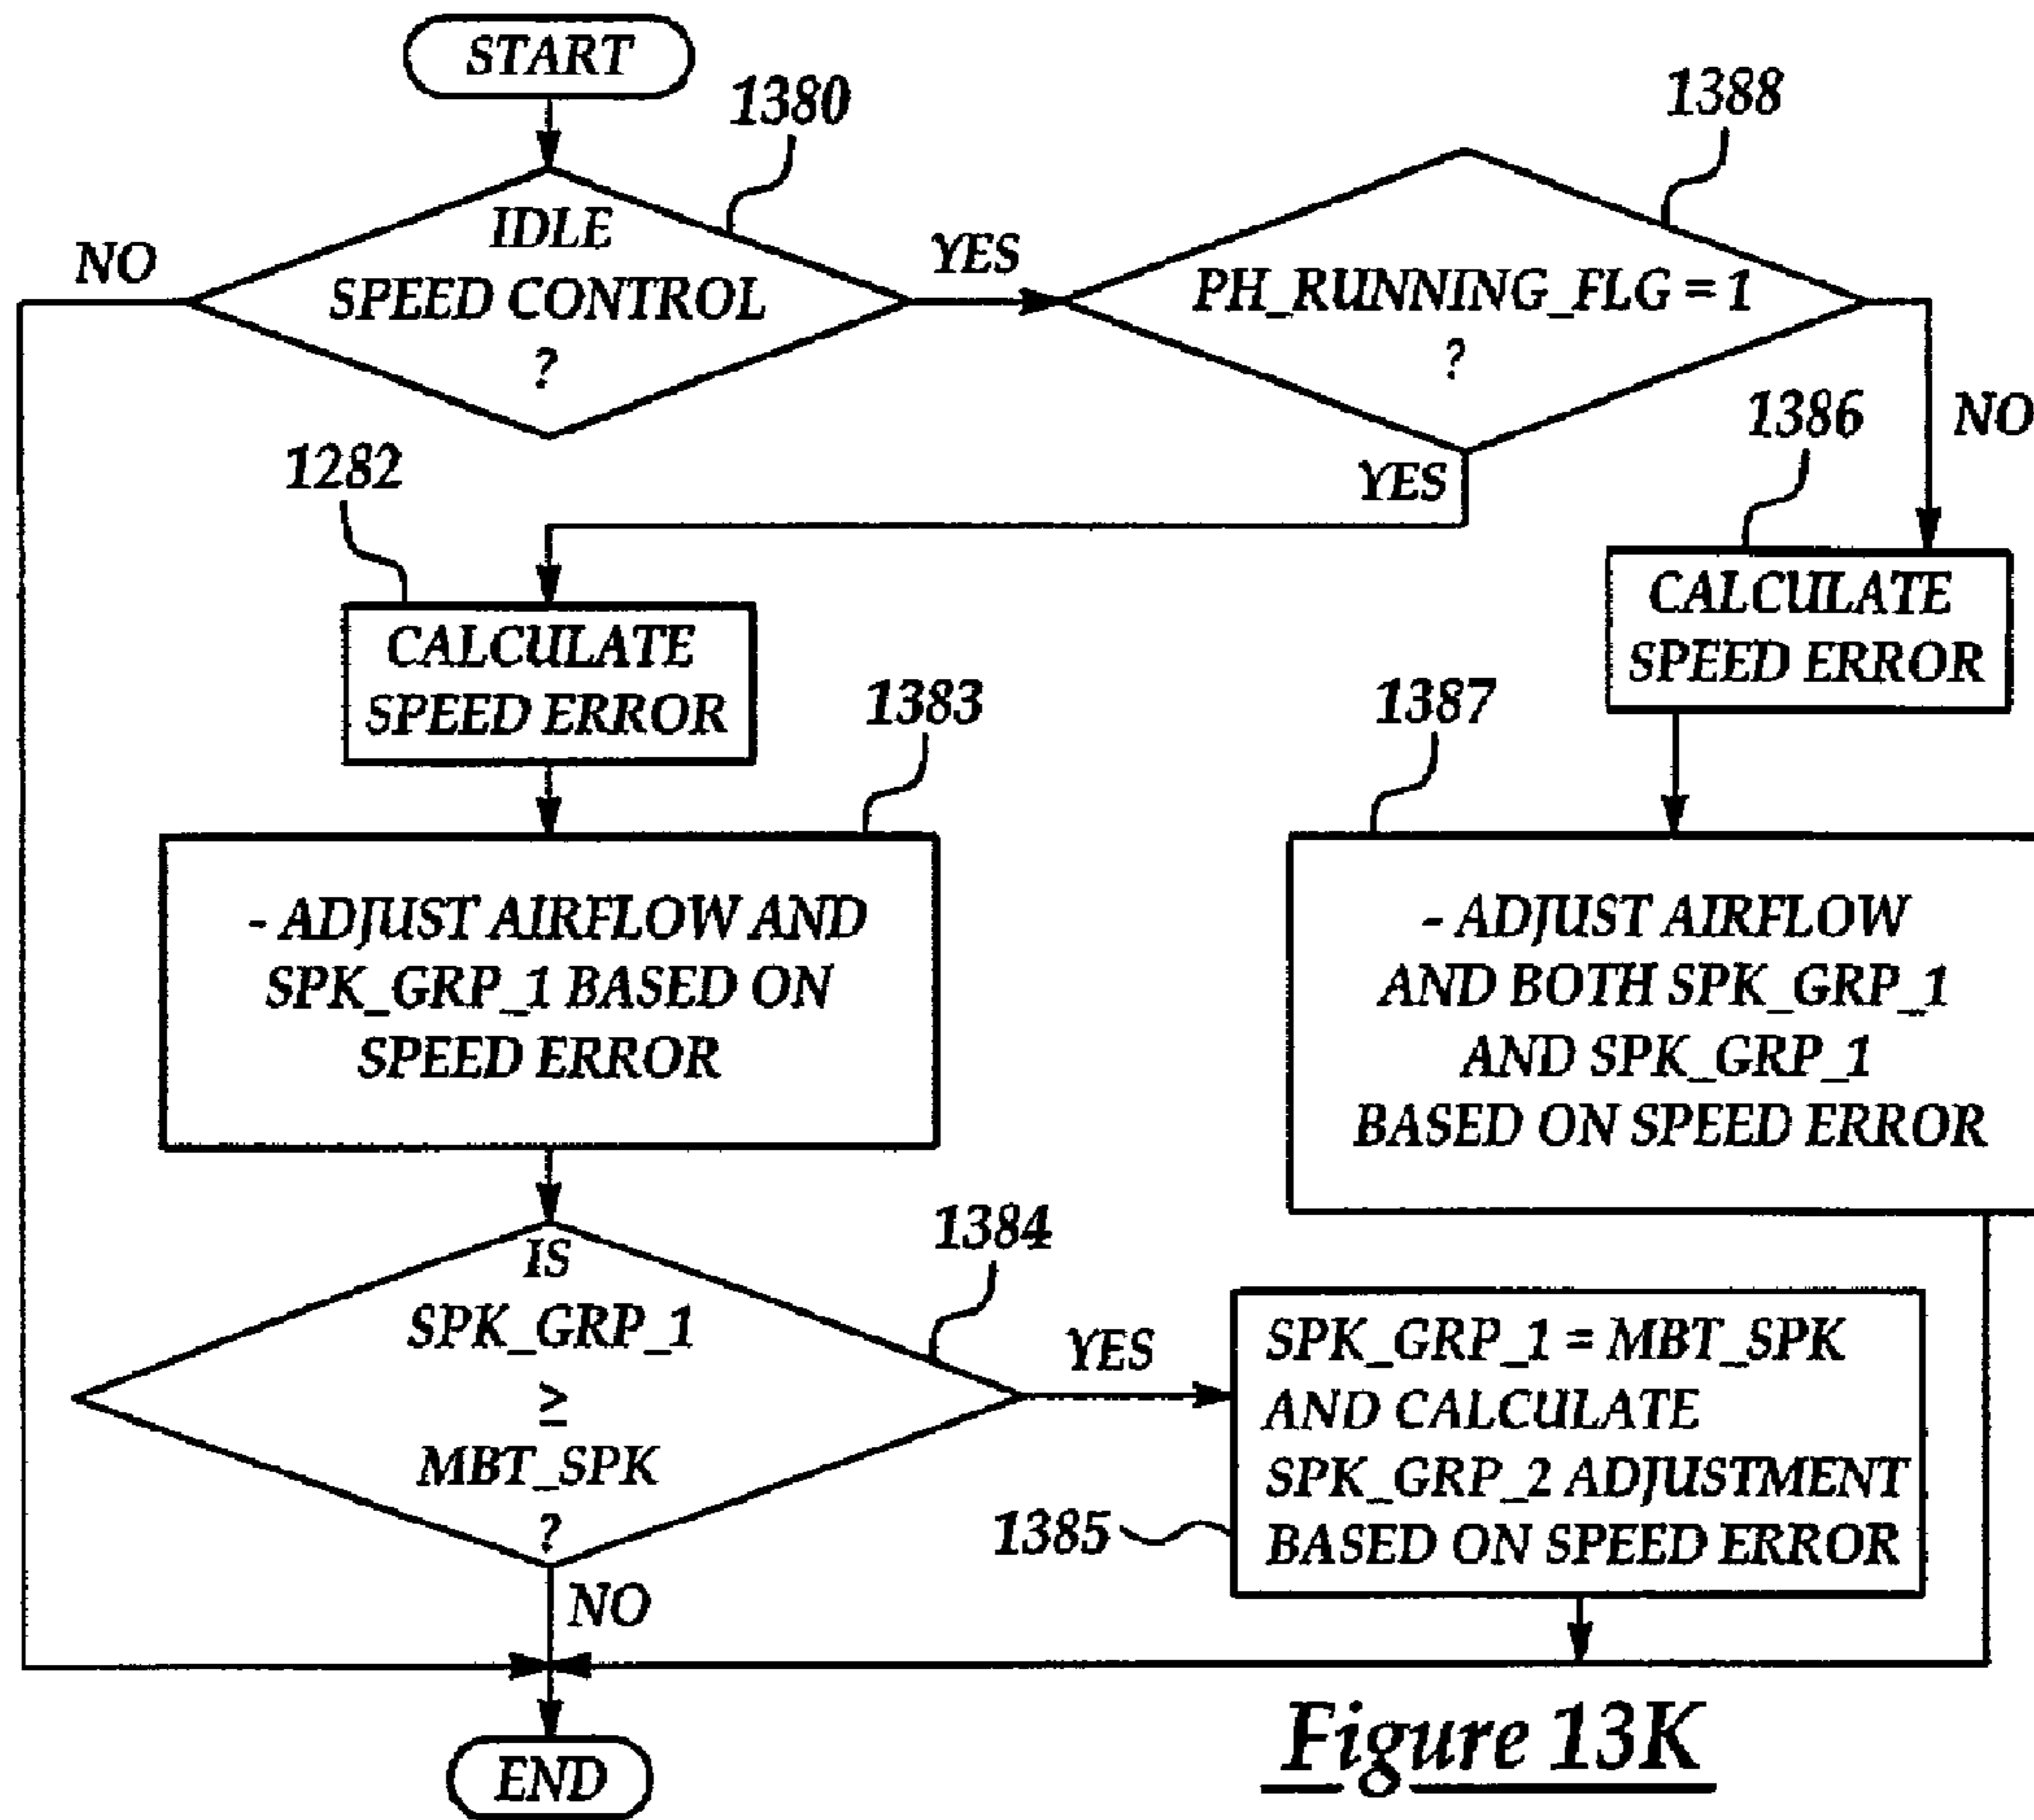 START
1380
IDLE
SPEED CONTROL
?
NO
YES
1388
PH_RUNNING_FLG = 1
?
YES
NO
1282
CALCULATE
SPEED ERROR
1386
CALCULATE
SPEED ERROR
1383
- ADJUST AIRFLOW AND
SPK_GRP_1 BASED ON
SPEED ERROR
1387
- ADJUST AIRFLOW
AND BOTH SPK_GRP_1
AND SPK_GRP_1
BASED ON SPEED ERROR
1384
IS
SPK_GRP_1
≥
MBT_SPK
?
YES
NO
1385
SPK_GRP_1 = MBT_SPK
AND CALCULATE
SPK_GRP_2 ADJUSTMENT
BASED ON SPEED ERROR
END
Figure 13K